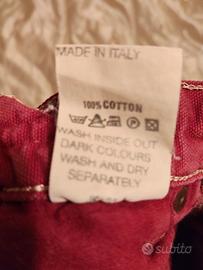 MADE IN ITALY
100% COTTON
WASH INSIDE OUT
DARK COLOURS
WASH AND DRY
SEPARATELY
subito